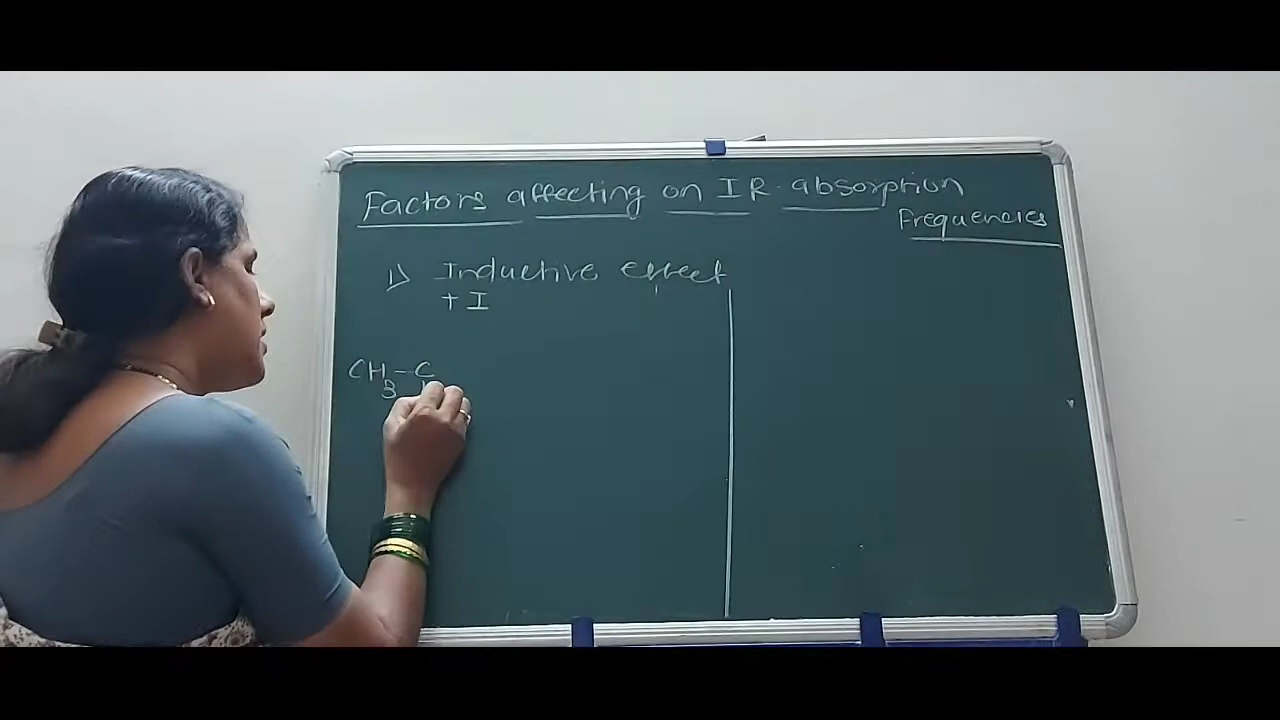 Factors affecting on IR absorption
Frequencies
1) Inductive effect
+ I
CH3-C